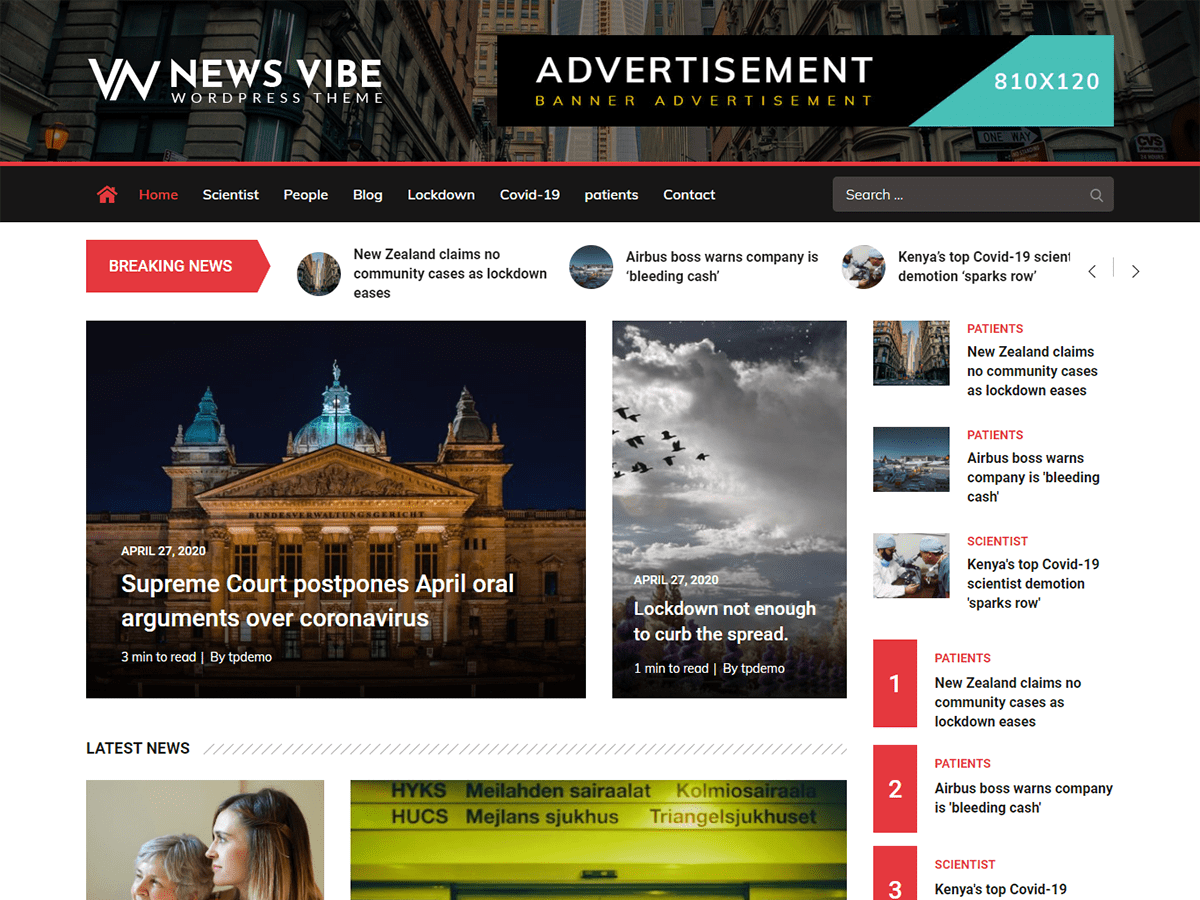 NEWS VIBE
WORDPRESS THEME
ADVERTISEMENT
BANNER ADVERTISEMENT
810X120
ONE WAY
CVS
Home Scientist People Blog Lockdown Covid-19 patients Contact
Search ...
BREAKING NEWS
New Zealand claims no
community cases as lockdown
eases
Airbus boss warns company is
‘bleeding cash’
Kenya’s top Covid-19 scient
demotion ‘sparks row’
BUNDESVERWALTUNGSGERICHT
APRIL 27, 2020
Supreme Court postpones April oral
arguments over coronavirus
3 min to read | By tpdemo
APRIL 27, 2020
Lockdown not enough
to curb the spread.
1 min to read | By tpdemo
PATIENTS
New Zealand claims
no community cases
as lockdown eases
PATIENTS
Airbus boss warns
company is 'bleeding
cash'
SCIENTIST
Kenya's top Covid-19
scientist demotion
'sparks row'
1
PATIENTS
New Zealand claims no
community cases as
lockdown eases
2
PATIENTS
Airbus boss warns company
is 'bleeding cash'
3
SCIENTIST
Kenya's top Covid-19
LATEST NEWS
HYKS Meilahden sairaalat Kolmiosairaala
HUCS Mejlans sjukhus Triangelsjukhuset